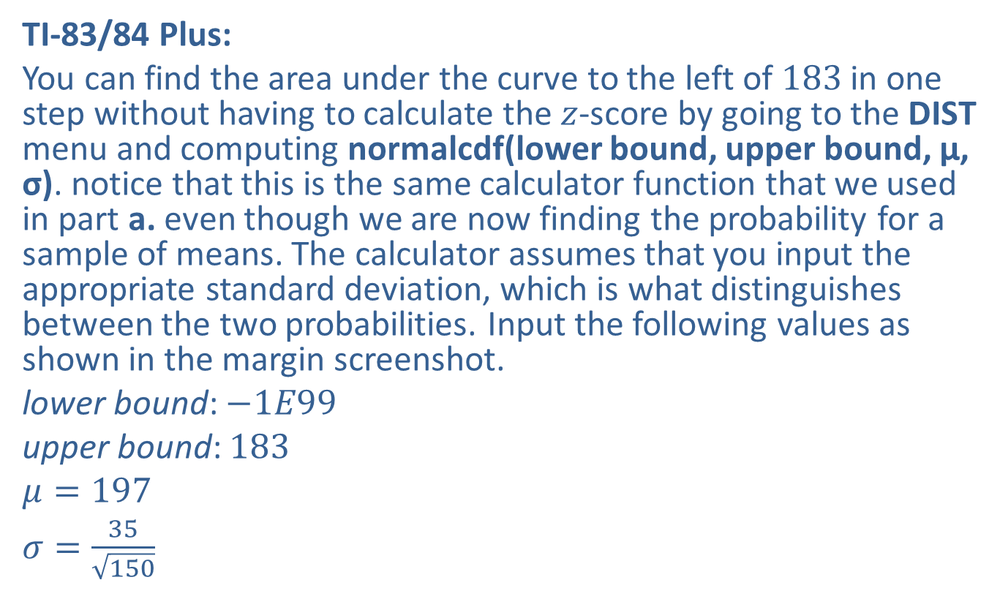 TI-83/84 Plus:
You can find the area under the curve to the left of 183 in one
step without having to calculate the z-score by going to the DIST
menu and computing normalcdf(lower bound, upper bound, μ,
σ). notice that this is the same calculator function that we used
in part a. even though we are now finding the probability for a
sample of means. The calculator assumes that you input the
appropriate standard deviation, which is what distinguishes
between the two probabilities. Input the following values as
shown in the margin screenshot.
lower bound: −1E99
upper bound: 183
μ = 197
σ = 35/√150